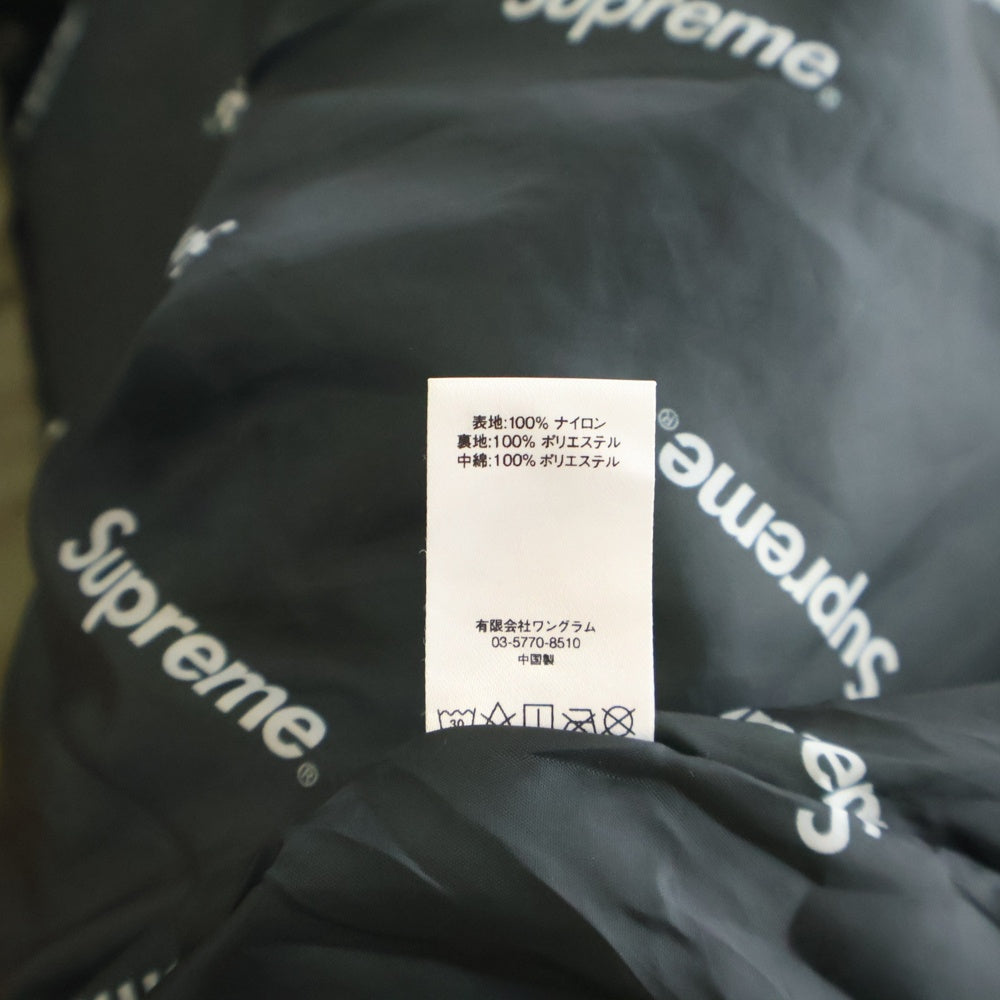 Supreme®
表地:100% ナイロン
裏地:100% ポリエステル
中綿:100% ポリエステル
Supreme®
Supreme®
有限会社ワングラム
03-5770-8510
中国製
30